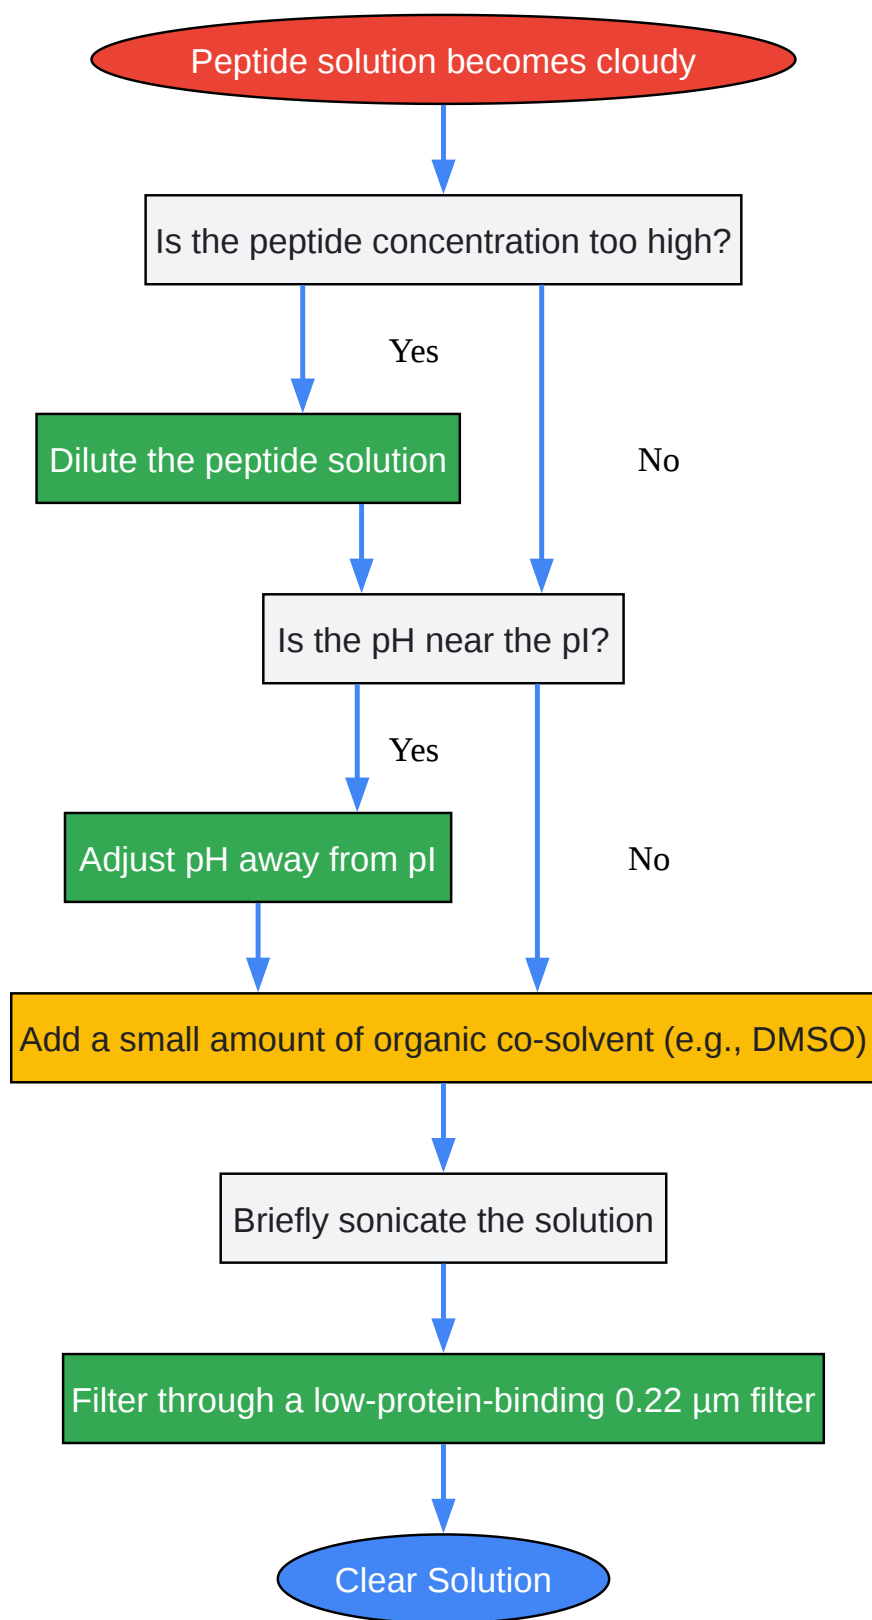 Peptide solution becomes cloudy
Is the peptide concentration too high?
Yes
Dilute the peptide solution
No
Is the pH near the pI?
Yes
Adjust pH away from pI
No
Add a small amount of organic co-solvent (e.g., DMSO)
Briefly sonicate the solution
Filter through a low-protein-binding 0.22 µm filter
Clear Solution